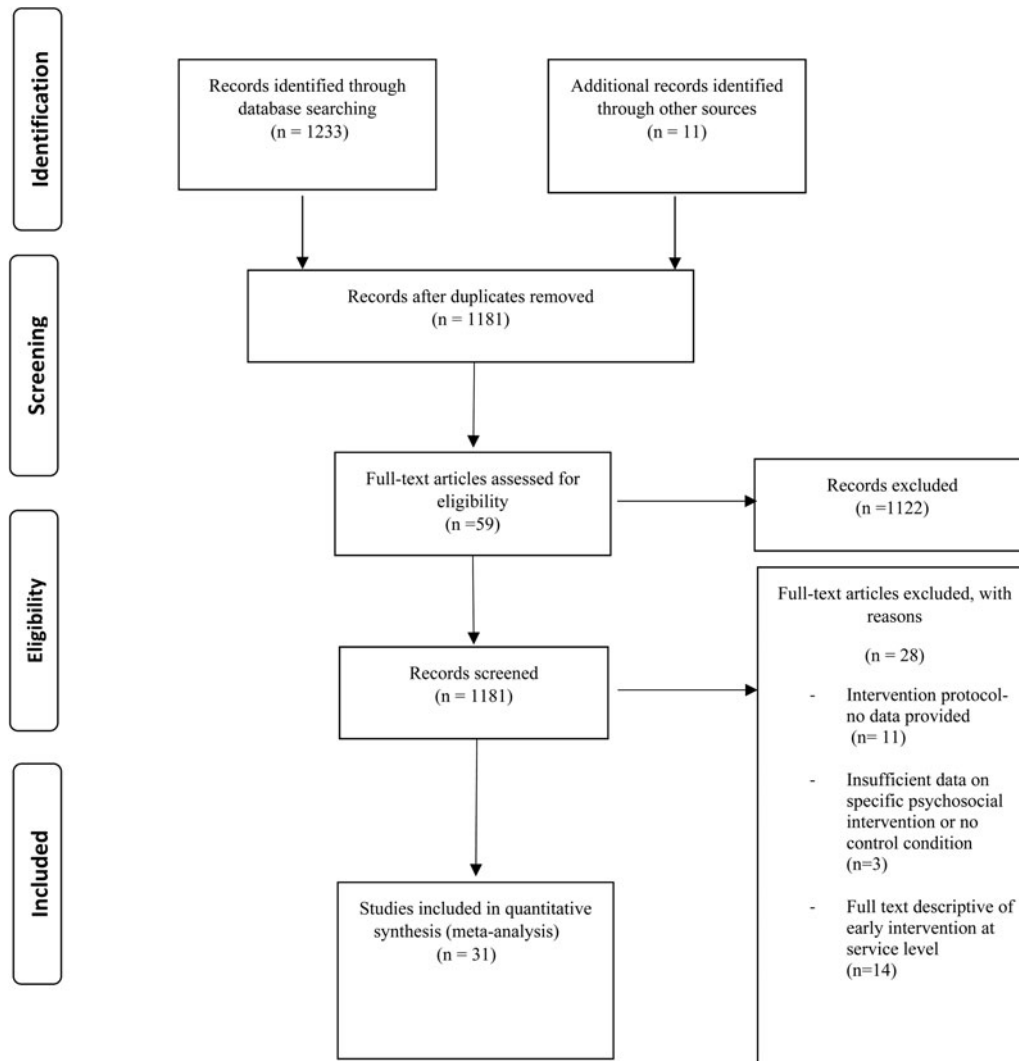 Identification
Records identified through
database searching
(n = 1233)
Additional records identified
through other sources
(n = 11)
Screening
Records after duplicates removed
(n = 1181)
Full-text articles assessed for
eligibility
(n =59)
Records excluded
(n =1122)
Eligibility
Records screened
(n = 1181)
Full-text articles excluded, with
reasons
(n = 28)
- Intervention protocol-
no data provided
(n= 11)
- Insufficient data on
specific psychosocial
intervention or no
control condition
(n=3)
- Full text descriptive of
early intervention at
service level
(n=14)
Included
Studies included in quantitative
synthesis (meta-analysis)
(n = 31)